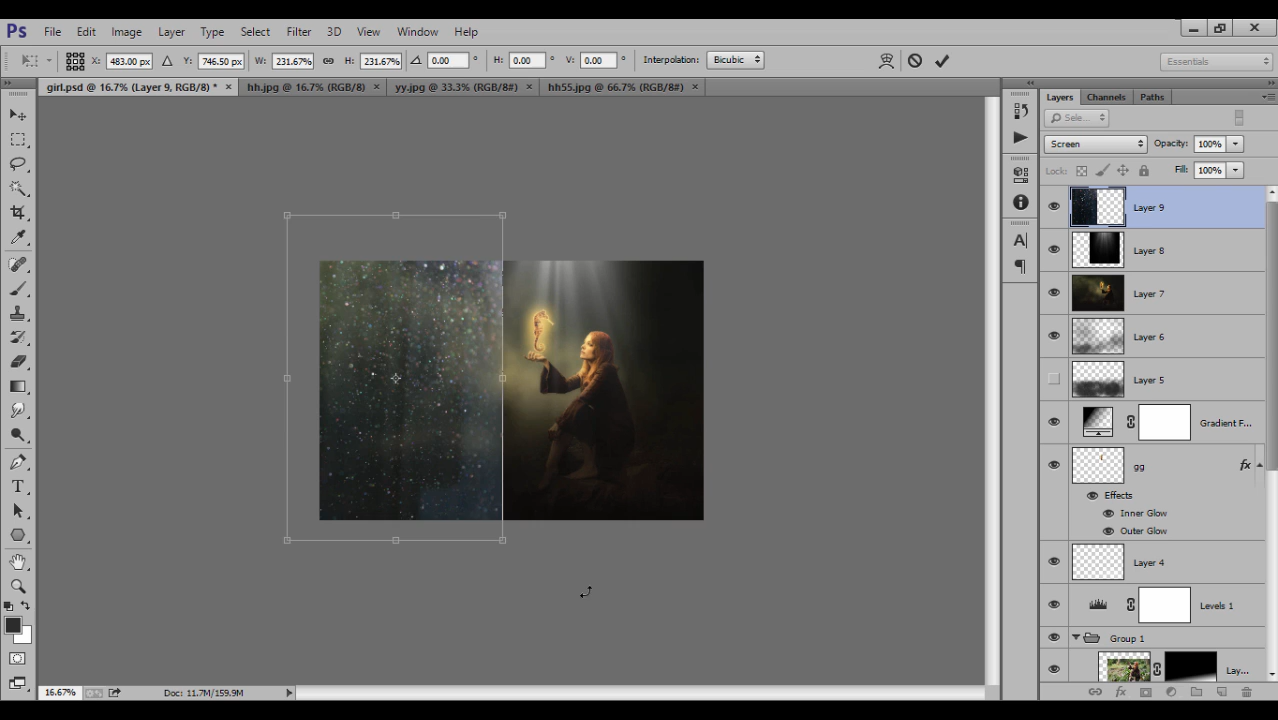 Ps File Edit Image Layer Type Select Filter 3D View Window Help
X: 483.00 px Y: 746.50 px W: 231.67% H: 231.67% 0.00 ° H: 0.00 ° V: 0.00 ° Interpolation: Bicubic Essentials
girl.psd @ 16.7% (Layer 9, RGB/8) * × hh.jpg @ 16.7% (RGB/8) × yy.jpg @ 33.3% (RGB/8#) × hh55.jpg @ 66.7% (RGB/8#) ×
Layers Channels Paths
Sele...
Screen Opacity: 100%
Lock: Fill: 100%
Layer 9
Layer 8
Layer 7
Layer 6
Layer 5
Gradient F...
gg fx
Effects
Inner Glow
Outer Glow
Layer 4
Levels 1
Group 1
Lay...
16.67% Doc: 11.7M/159.9M